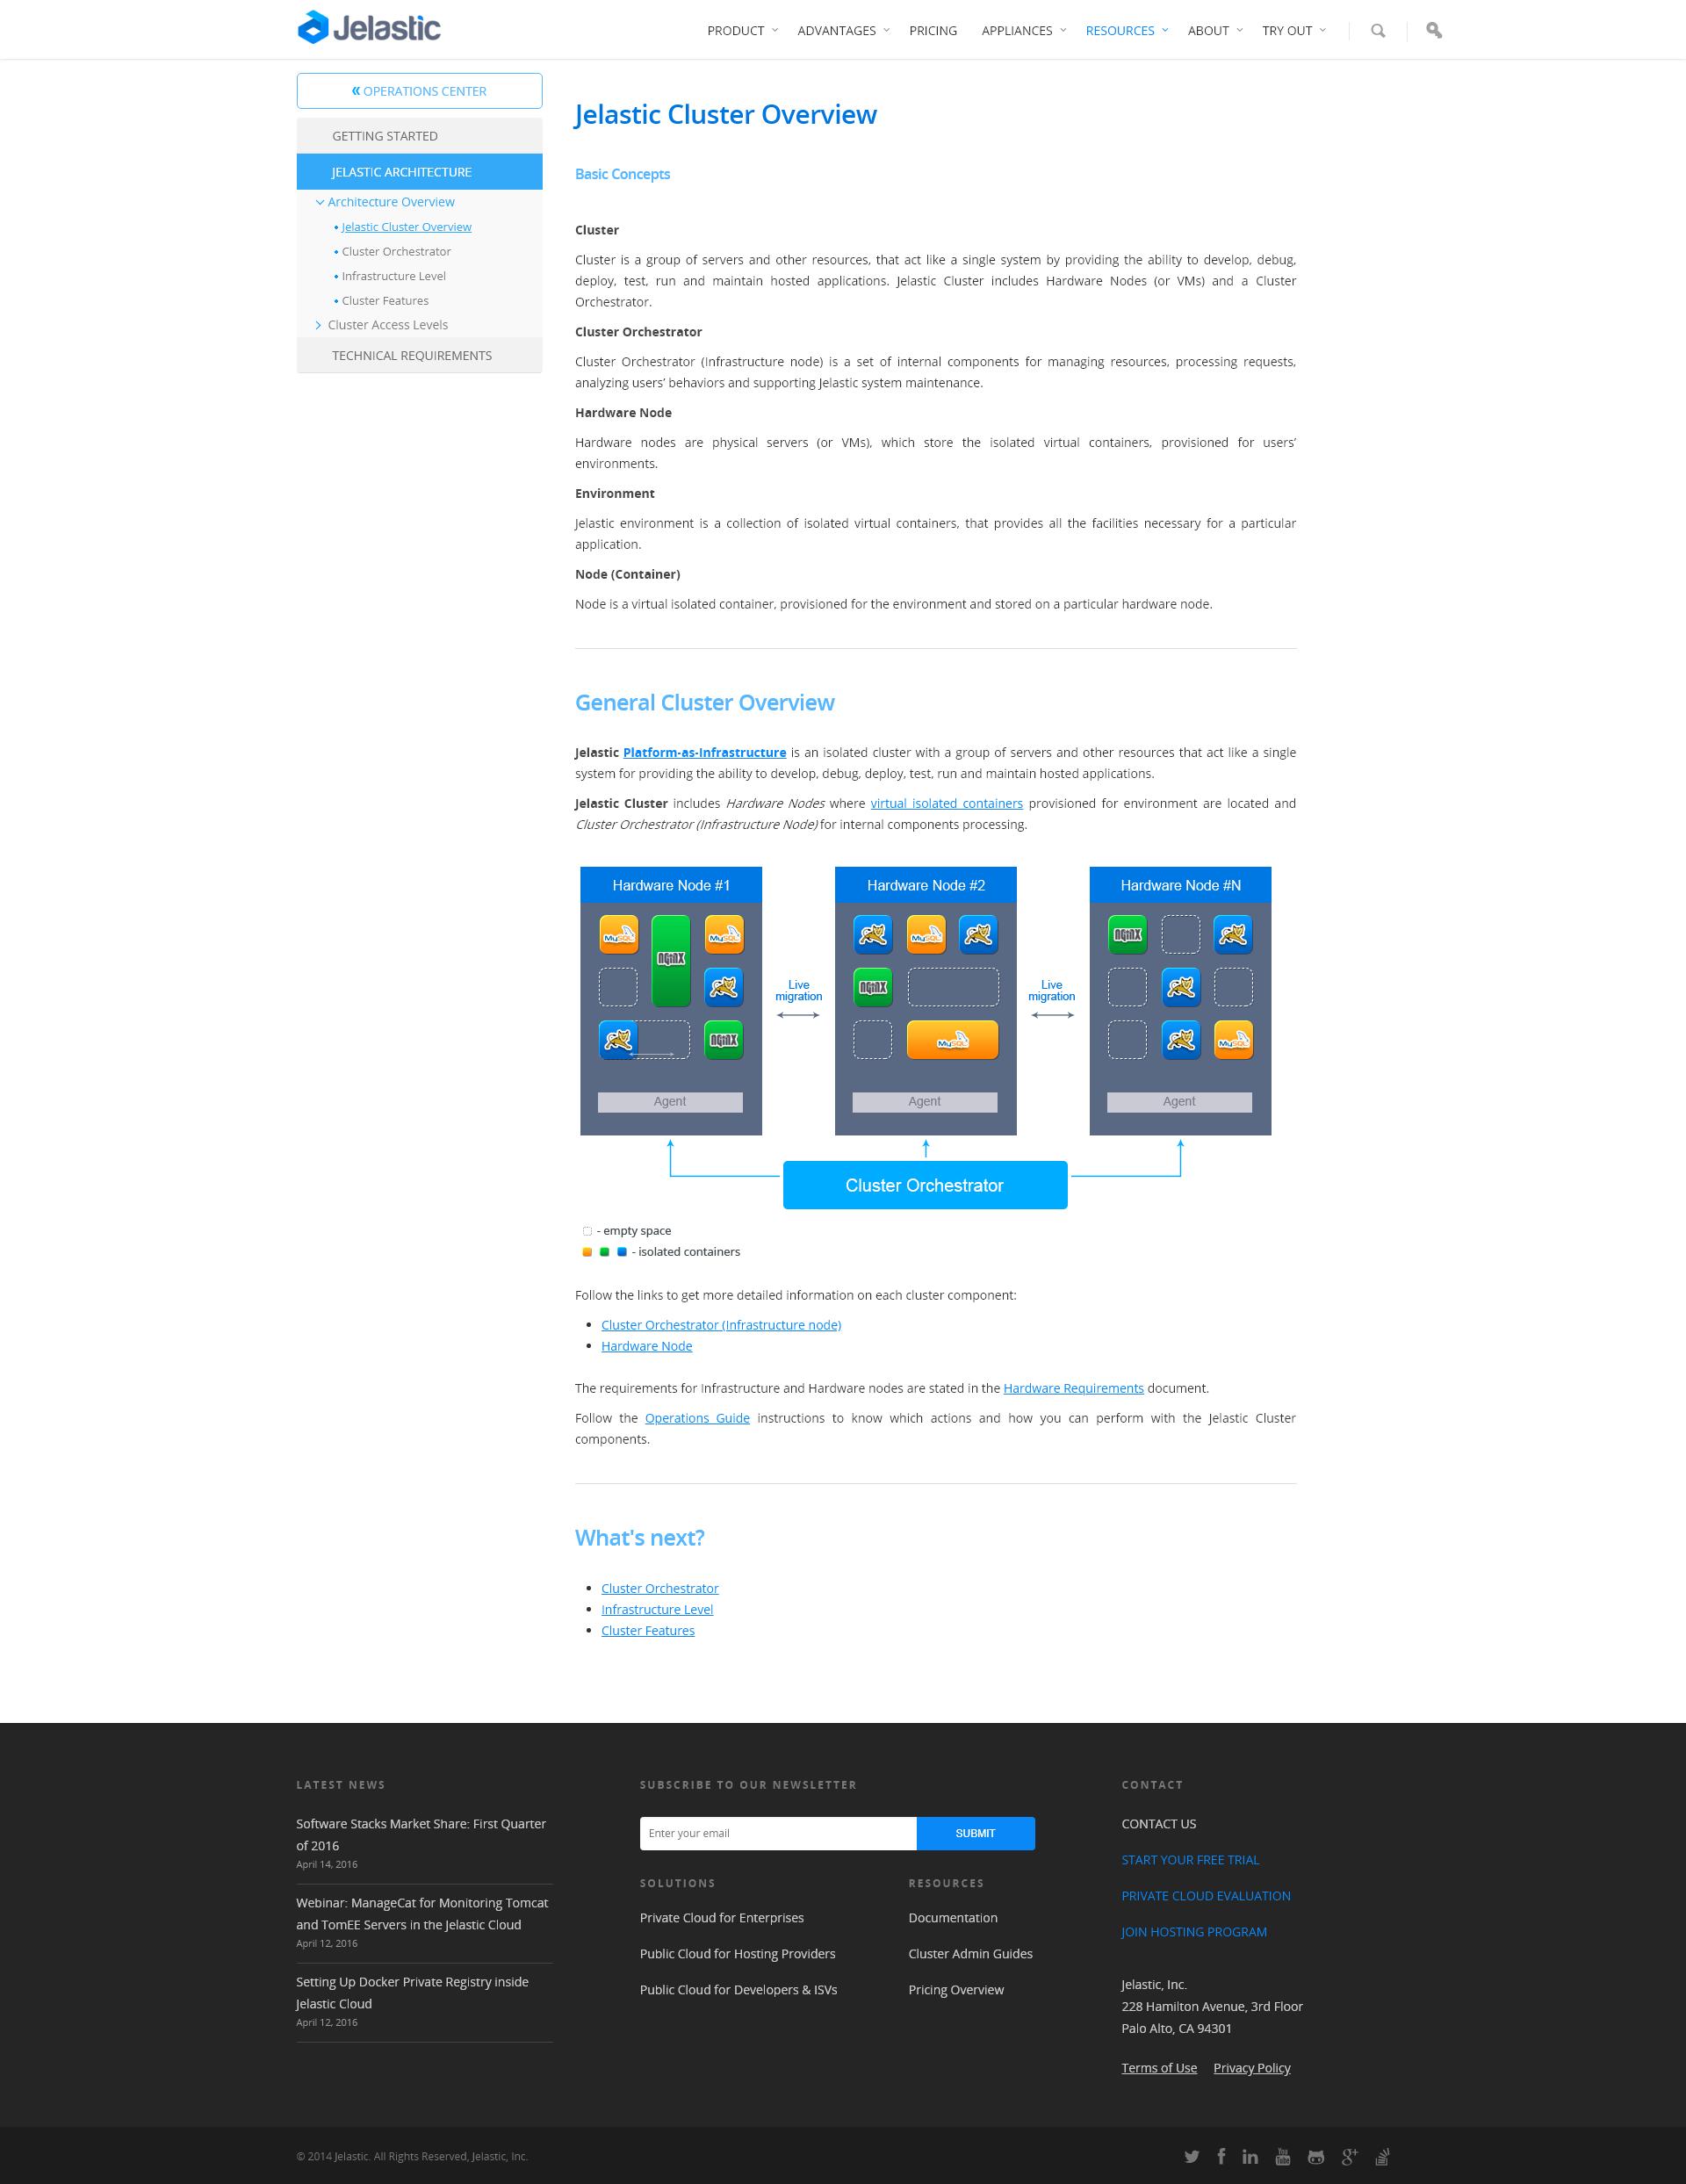 Jelastic
PRODUCT ADVANTAGES PRICING APPLIANCES RESOURCES ABOUT TRY OUT
« OPERATIONS CENTER
GETTING STARTED
JELASTIC ARCHITECTURE
Architecture Overview
• Jelastic Cluster Overview
• Cluster Orchestrator
• Infrastructure Level
• Cluster Features
Cluster Access Levels
TECHNICAL REQUIREMENTS
Jelastic Cluster Overview
Basic Concepts
Cluster
Cluster is a group of servers and other resources, that act like a single system by providing the ability to develop, debug,
deploy, test, run and maintain hosted applications. Jelastic Cluster includes Hardware Nodes (or VMs) and a Cluster
Orchestrator.
Cluster Orchestrator
Cluster Orchestrator (Infrastructure node) is a set of internal components for managing resources, processing requests,
analyzing users’ behaviors and supporting Jelastic system maintenance.
Hardware Node
Hardware nodes are physical servers (or VMs), which store the isolated virtual containers, provisioned for users’
environments.
Environment
Jelastic environment is a collection of isolated virtual containers, that provides all the facilities necessary for a particular
application.
Node (Container)
Node is a virtual isolated container, provisioned for the environment and stored on a particular hardware node.
General Cluster Overview
Jelastic Platform-as-Infrastructure is an isolated cluster with a group of servers and other resources that act like a single
system for providing the ability to develop, debug, deploy, test, run and maintain hosted applications.
Jelastic Cluster includes Hardware Nodes where virtual isolated containers provisioned for environment are located and
Cluster Orchestrator (Infrastructure Node) for internal components processing.
Hardware Node #1 Hardware Node #2 Hardware Node #N
MySQL MySQL MySQL NGINX
NGINX
NGINX
Live
migration
Live
migration
NGINX MySQL MySQL
Agent Agent Agent
Cluster Orchestrator
- empty space
- isolated containers
Follow the links to get more detailed information on each cluster component:
• Cluster Orchestrator (Infrastructure node)
• Hardware Node
The requirements for Infrastructure and Hardware nodes are stated in the Hardware Requirements document.
Follow the Operations Guide instructions to know which actions and how you can perform with the Jelastic Cluster
components.
What's next?
• Cluster Orchestrator
• Infrastructure Level
• Cluster Features
LATEST NEWS
Software Stacks Market Share: First Quarter
of 2016
April 14, 2016
Webinar: ManageCat for Monitoring Tomcat
and TomEE Servers in the Jelastic Cloud
April 12, 2016
Setting Up Docker Private Registry inside
Jelastic Cloud
April 12, 2016
SUBSCRIBE TO OUR NEWSLETTER
Enter your email SUBMIT
SOLUTIONS
Private Cloud for Enterprises
Public Cloud for Hosting Providers
Public Cloud for Developers & ISVs
RESOURCES
Documentation
Cluster Admin Guides
Pricing Overview
CONTACT
CONTACT US
START YOUR FREE TRIAL
PRIVATE CLOUD EVALUATION
JOIN HOSTING PROGRAM
Jelastic, Inc.
228 Hamilton Avenue, 3rd Floor
Palo Alto, CA 94301
Terms of Use Privacy Policy
© 2014 Jelastic. All Rights Reserved, Jelastic, Inc.